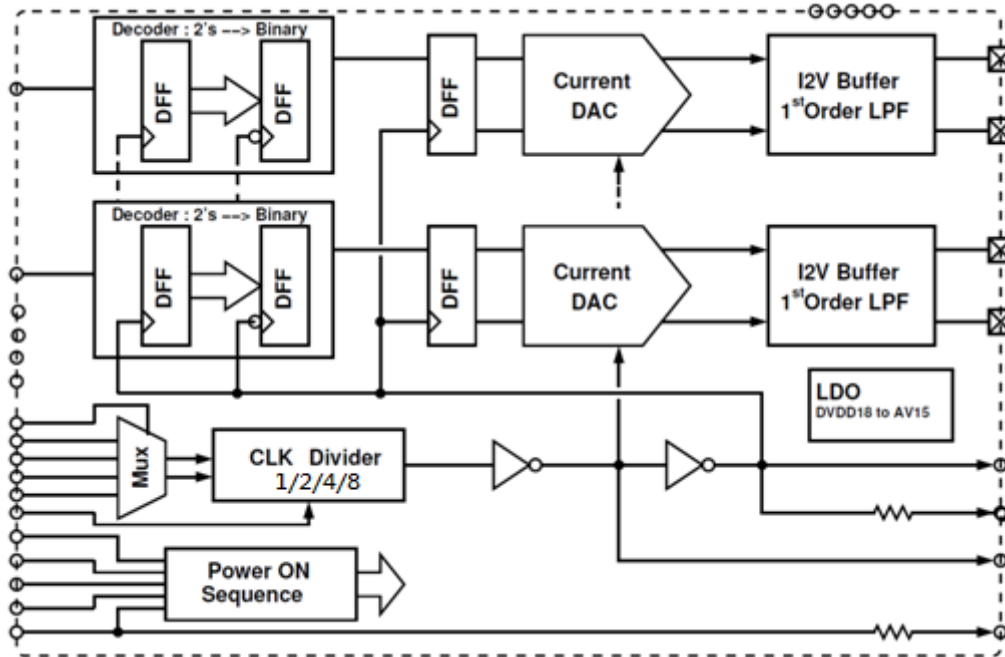 Decoder : 2's --> Binary
DFF
DFF
DFF
Current
DAC
I2V Buffer
1stOrder LPF
Decoder : 2's --> Binary
DFF
DFF
DFF
Current
DAC
I2V Buffer
1stOrder LPF
LDO
DVDD18 to AV15
Mux
CLK Divider
1/2/4/8
Power ON
Sequence